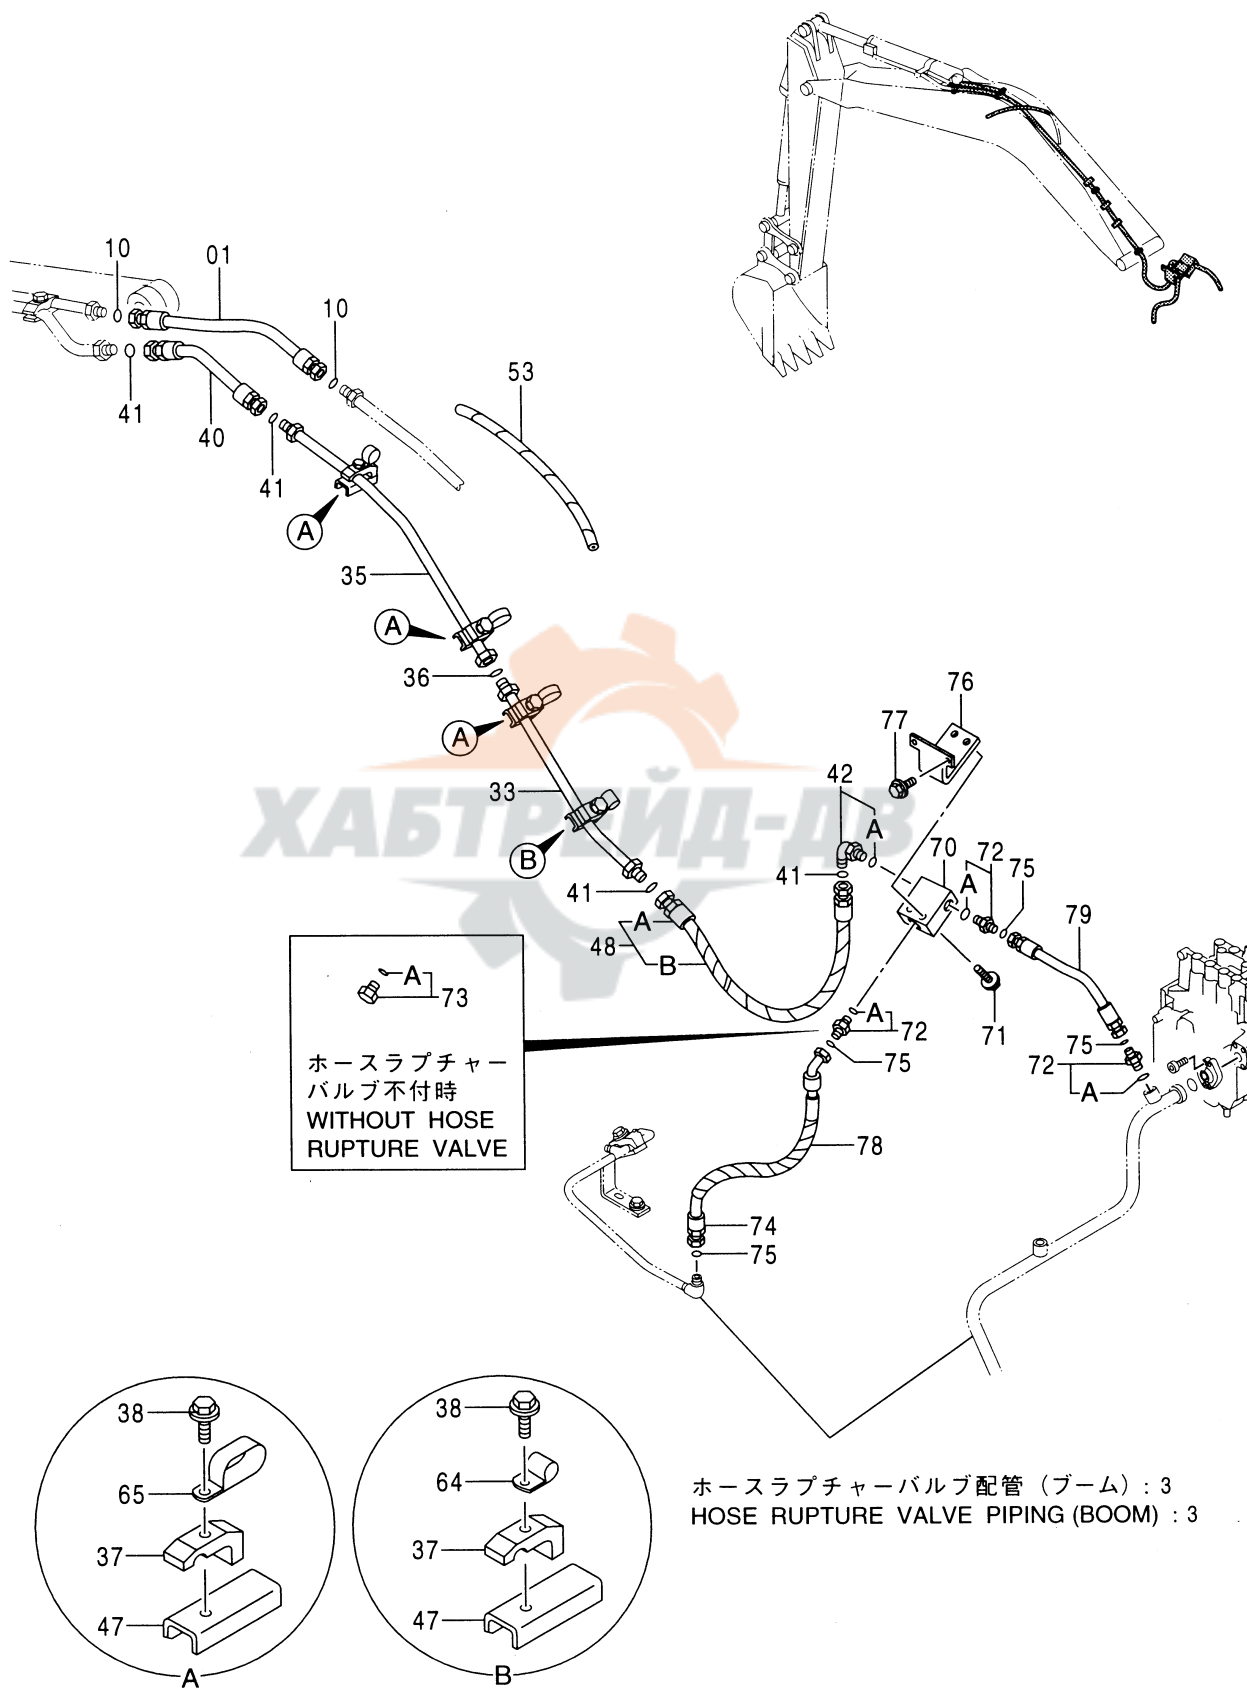 10
01
10
53
41
40
41
A
35
A
36
76
A
77
42
33
A
72
70
75
B
41
A
41
79
A
48
B
A
73
A
72
71
75
75
72
ホースラプチャー
バルブ不付時
WITHOUT HOSE
RUPTURE VALVE
A
78
74
75
38
38
65
64
ホースラプチャーバルブ配管 (ブーム) : 3
HOSE RUPTURE VALVE PIPING (BOOM) : 3
37
37
47
47
A
B
ХАБТРЕЙД-ДВ